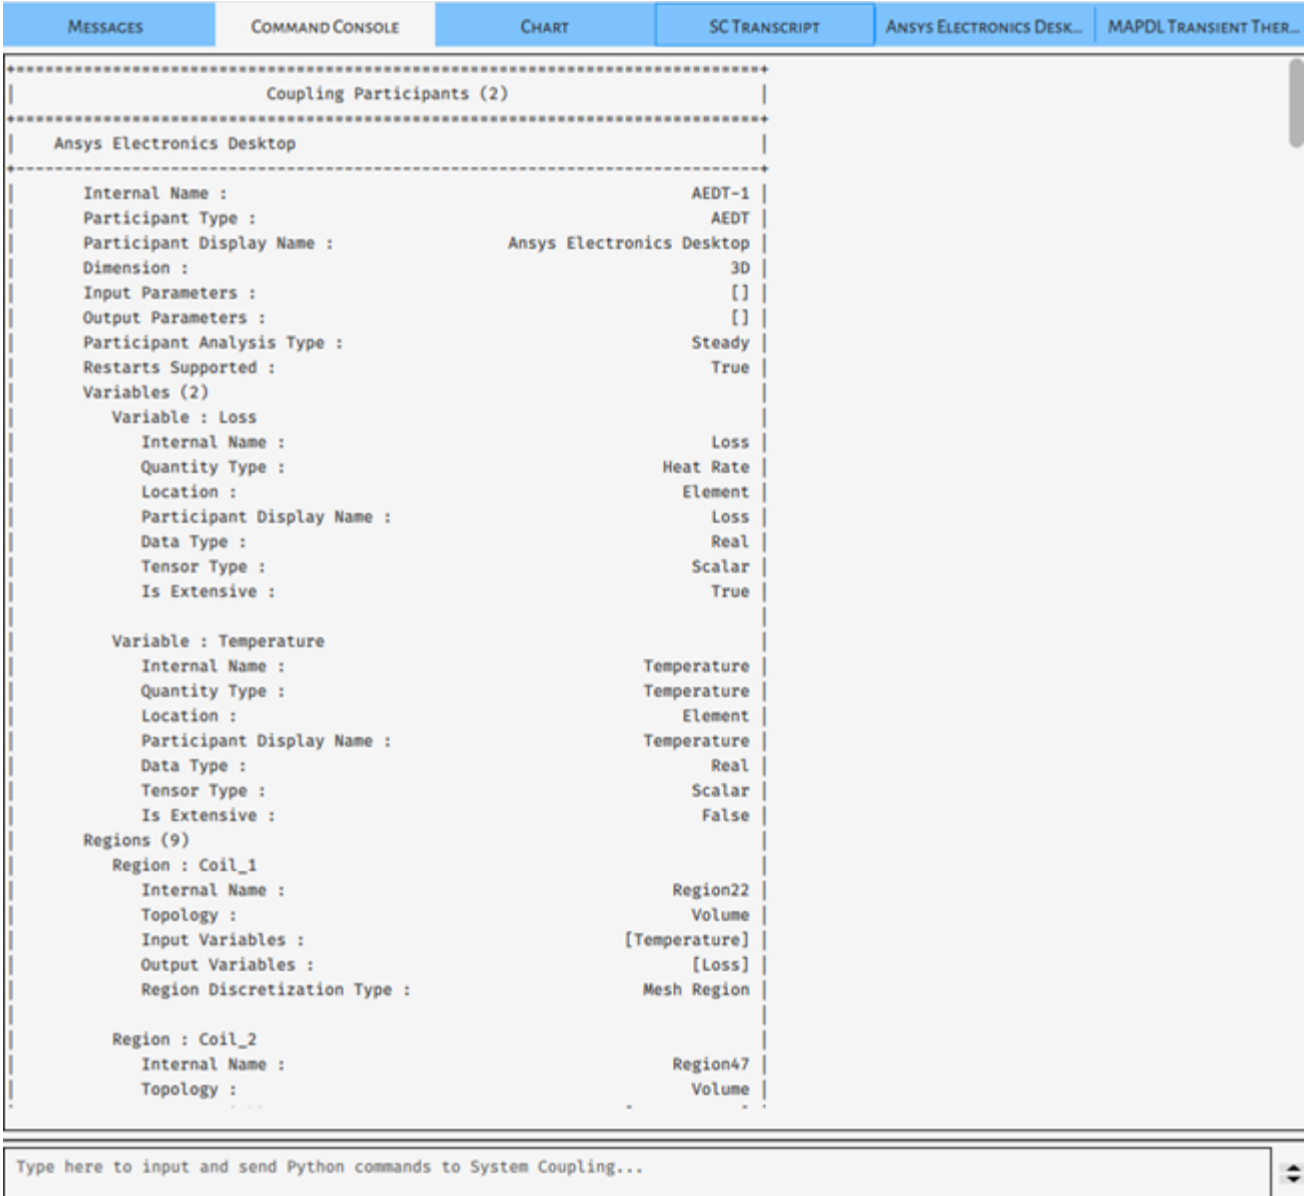 MESSAGES COMMAND CONSOLE CHART SC TRANSCRIPT ANSYS ELECTRONICS DESK... MAPDL TRANSIENT THER...
Coupling Participants (2)
Ansys Electronics Desktop
Internal Name : AEDT-1
Participant Type : AEDT
Participant Display Name : Ansys Electronics Desktop
Dimension : 3D
Input Parameters : []
Output Parameters : []
Participant Analysis Type : Steady
Restarts Supported : True
Variables (2)
Variable : Loss
Internal Name : Loss
Quantity Type : Heat Rate
Location : Element
Participant Display Name : Loss
Data Type : Real
Tensor Type : Scalar
Is Extensive : True
Variable : Temperature
Internal Name : Temperature
Quantity Type : Temperature
Location : Element
Participant Display Name : Temperature
Data Type : Real
Tensor Type : Scalar
Is Extensive : False
Regions (9)
Region : Coil_1
Internal Name : Region22
Topology : Volume
Input Variables : [Temperature]
Output Variables : [Loss]
Region Discretization Type : Mesh Region
Region : Coil_2
Internal Name : Region47
Topology : Volume
Type here to input and send Python commands to System Coupling...